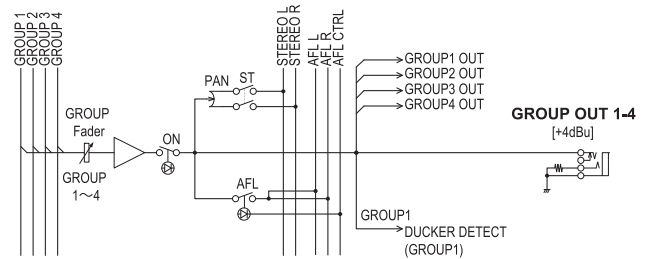 GROUP 1
GROUP 2
GROUP 3
GROUP 4
STEREO L
STEREO R
AFL L
AFL R
AFL CTRL
PAN
ST
GROUP1 OUT
GROUP2 OUT
GROUP3 OUT
GROUP4 OUT
GROUP
Fader
ON
GROUP OUT 1-4
[+4dBu]
GROUP
1～4
AFL
GROUP1
DUCKER DETECT
(GROUP1)